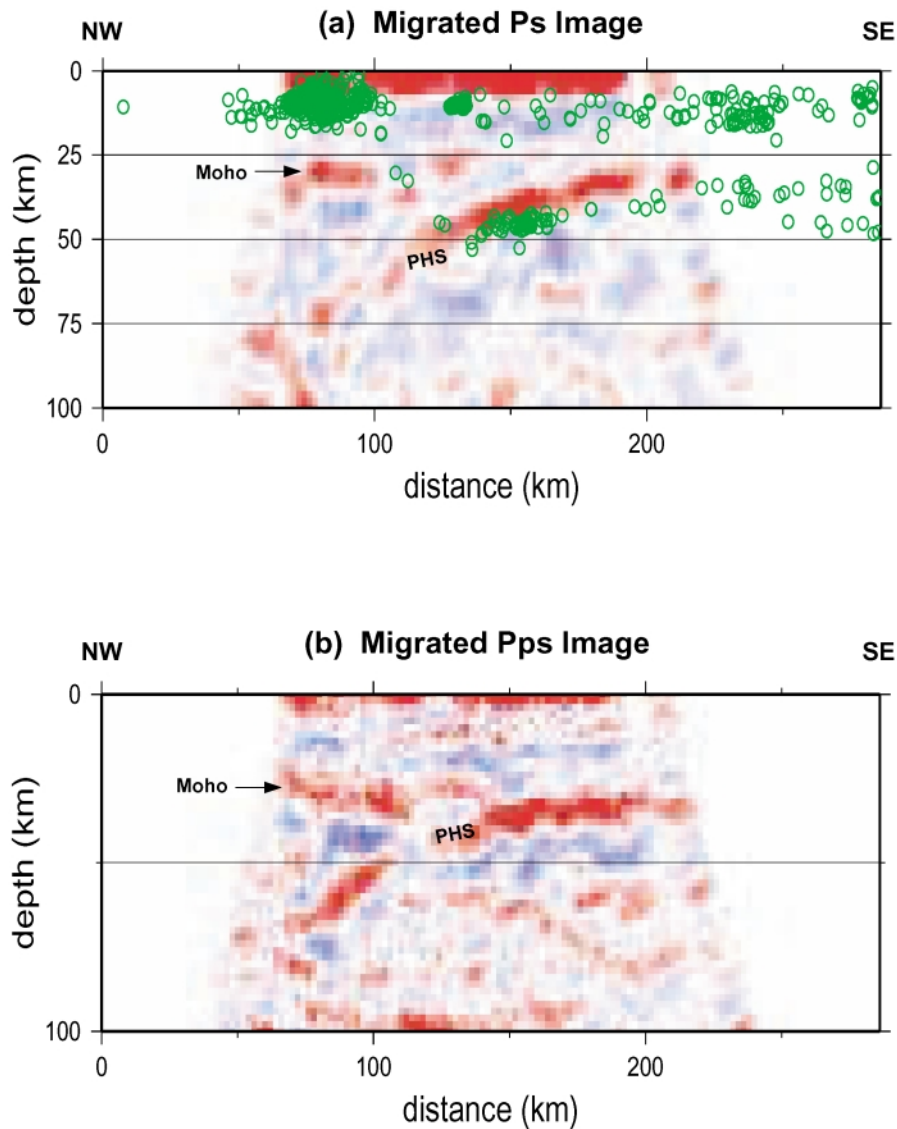 (a) Migrated Ps Image
NW SE
0
25
50
75
100
depth (km)
Moho
PHS
0 100 200
distance (km)
(b) Migrated Pps Image
NW SE
0
100
depth (km)
Moho
PHS
0 100 200
distance (km)